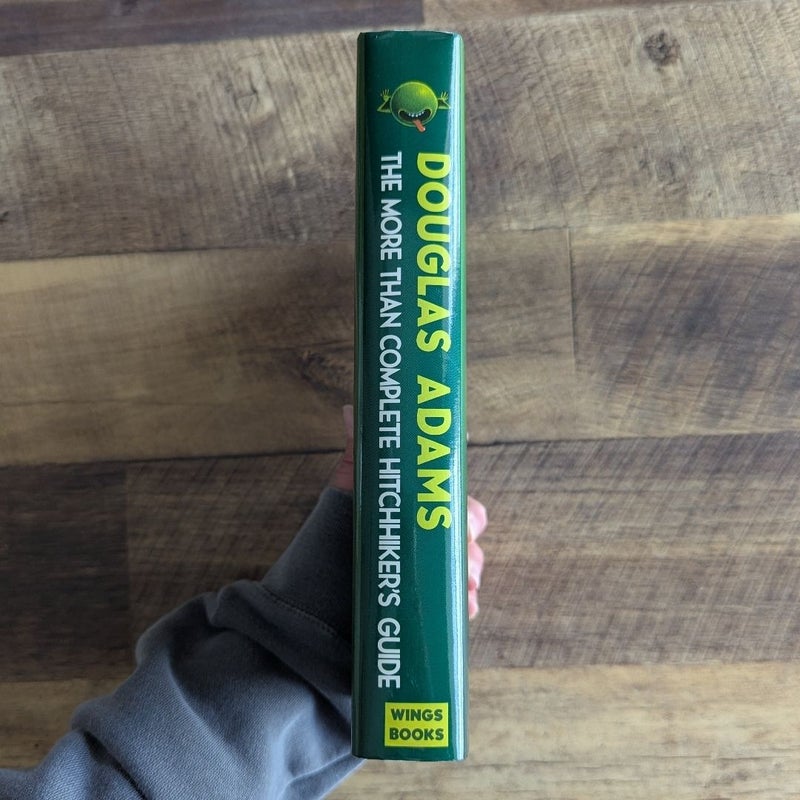 DOUGLAS ADAMS
THE MORE THAN COMPLETE HITCHHIKER'S GUIDE
WINGS
BOOKS